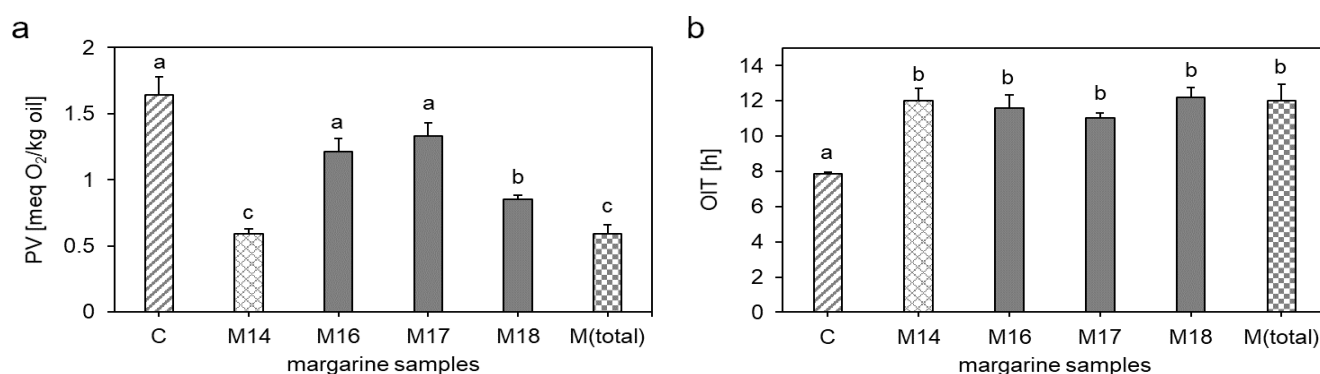 a
2
1.5
1
0.5
0
PV [meq O₂/kg oil]
a
c
a
a
b
c
C M14 M16 M17 M18 M(total)
margarine samples
b
14
12
10
8
6
4
2
0
OIT [h]
a
b
b
b
b
b
C M14 M16 M17 M18 M(total)
margarine samples